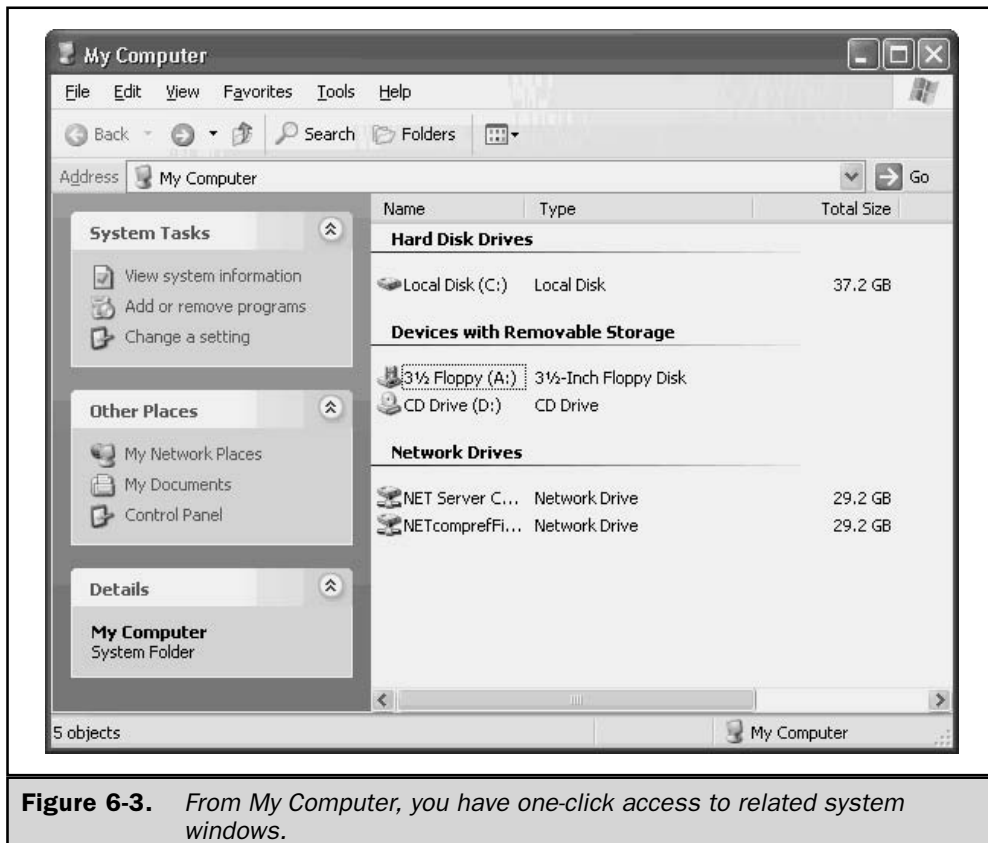 My Computer
File Edit View Favorites Tools Help
Back Search Folders
Address My Computer Go
System Tasks
View system information
Add or remove programs
Change a setting
Other Places
My Network Places
My Documents
Control Panel
Details
My Computer
System Folder
Name Type Total Size
Hard Disk Drives
Local Disk (C:) Local Disk 37.2 GB
Devices with Removable Storage
3½ Floppy (A:) 3½-Inch Floppy Disk
CD Drive (D:) CD Drive
Network Drives
NET Server C... Network Drive 29.2 GB
NETcomprefFi... Network Drive 29.2 GB
5 objects My Computer
Figure 6-3. From My Computer, you have one-click access to related system
windows.